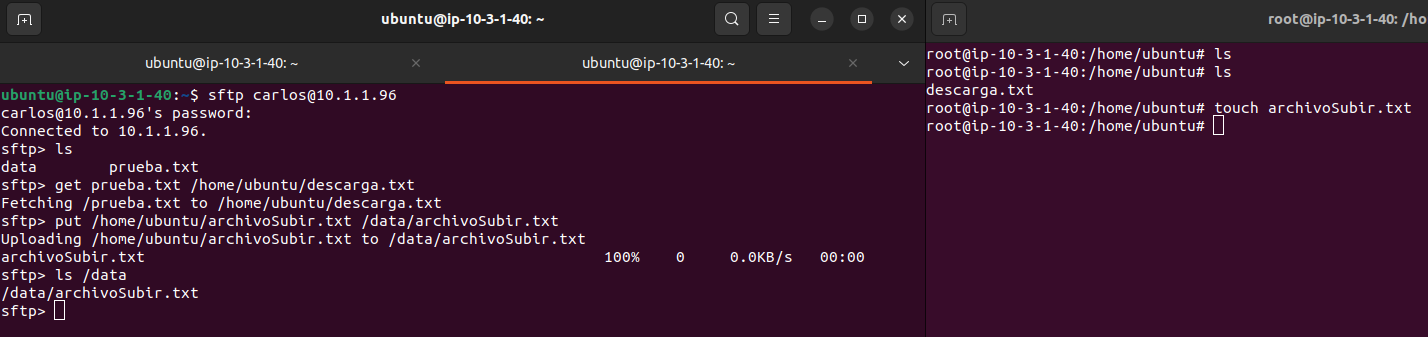 ubuntu@ip-10-3-1-40: ~
ubuntu@ip-10-3-1-40: ~
ubuntu@ip-10-3-1-40: ~
ubuntu@ip-10-3-1-40:~$ sftp carlos@10.1.1.96
carlos@10.1.1.96's password:
Connected to 10.1.1.96.
sftp> ls
data        prueba.txt
sftp> get prueba.txt /home/ubuntu/descarga.txt
Fetching /prueba.txt to /home/ubuntu/descarga.txt
sftp> put /home/ubuntu/archivoSubir.txt /data/archivoSubir.txt
Uploading /home/ubuntu/archivoSubir.txt to /data/archivoSubir.txt
archivoSubir.txt                                                   100%    0     0.0KB/s   00:00
sftp> ls /data
/data/archivoSubir.txt
sftp>
root@ip-10-3-1-40: /ho
root@ip-10-3-1-40:/home/ubuntu# ls
root@ip-10-3-1-40:/home/ubuntu# ls
descarga.txt
root@ip-10-3-1-40:/home/ubuntu# touch archivoSubir.txt
root@ip-10-3-1-40:/home/ubuntu#